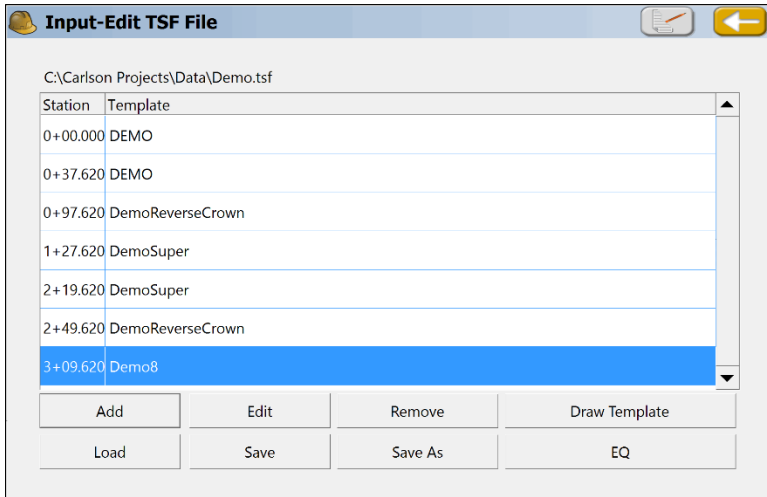 Input-Edit TSF File
C:\Carlson Projects\Data\Demo.tsf
Station Template
0+00.000 DEMO
0+37.620 DEMO
0+97.620 DemoReverseCrown
1+27.620 DemoSuper
2+19.620 DemoSuper
2+49.620 DemoReverseCrown
3+09.620 Demo8
Add Edit Remove Draw Template
Load Save Save As EQ